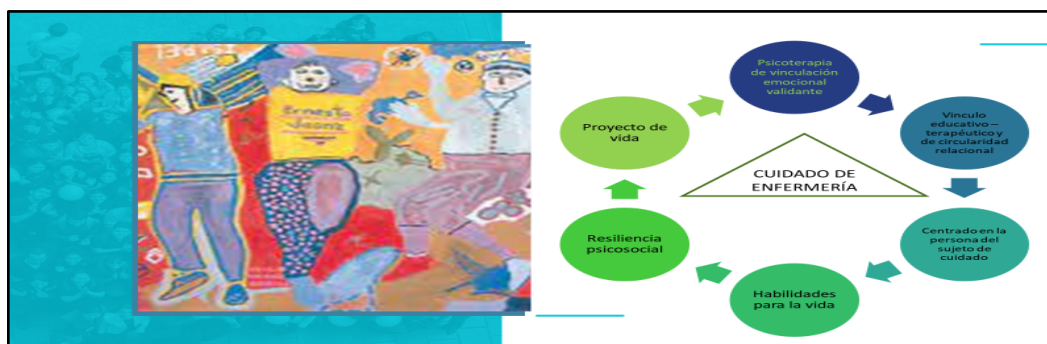 Ernesto
Psicoterapia
de vinculación
emocional
validante
Vinculo
educativo –
terapéutico y
de circularidad
relacional
Centrado en la
persona del
sujeto de
cuidado
Habilidades
para la vida
Resiliencia
psicosocial
Proyecto de
vida
CUIDADO DE
ENFERMERÍA